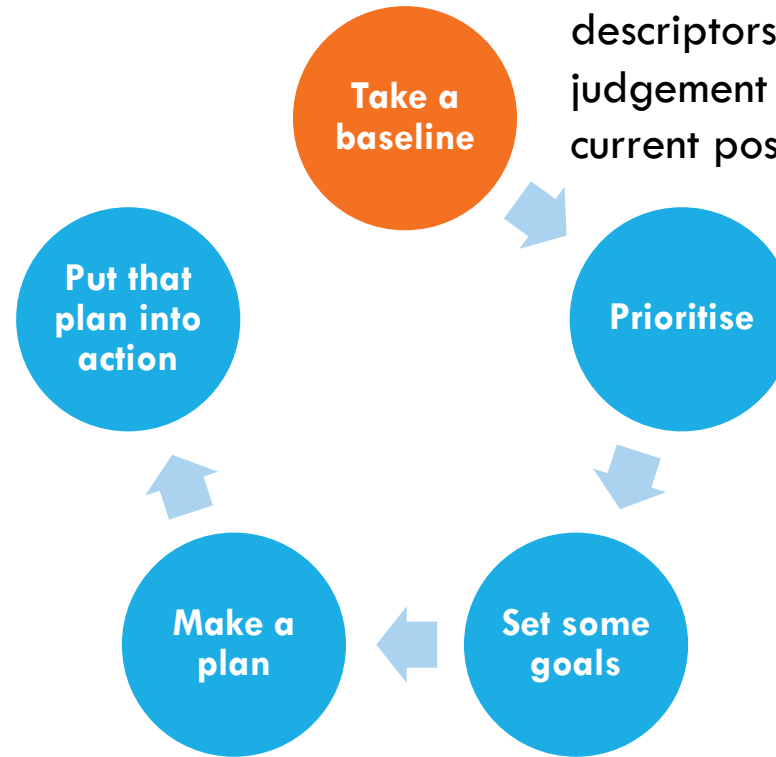 descriptors
judgement
current pos
Take a
baseline
Prioritise
Set some
goals
Make a
plan
Put that
plan into
action